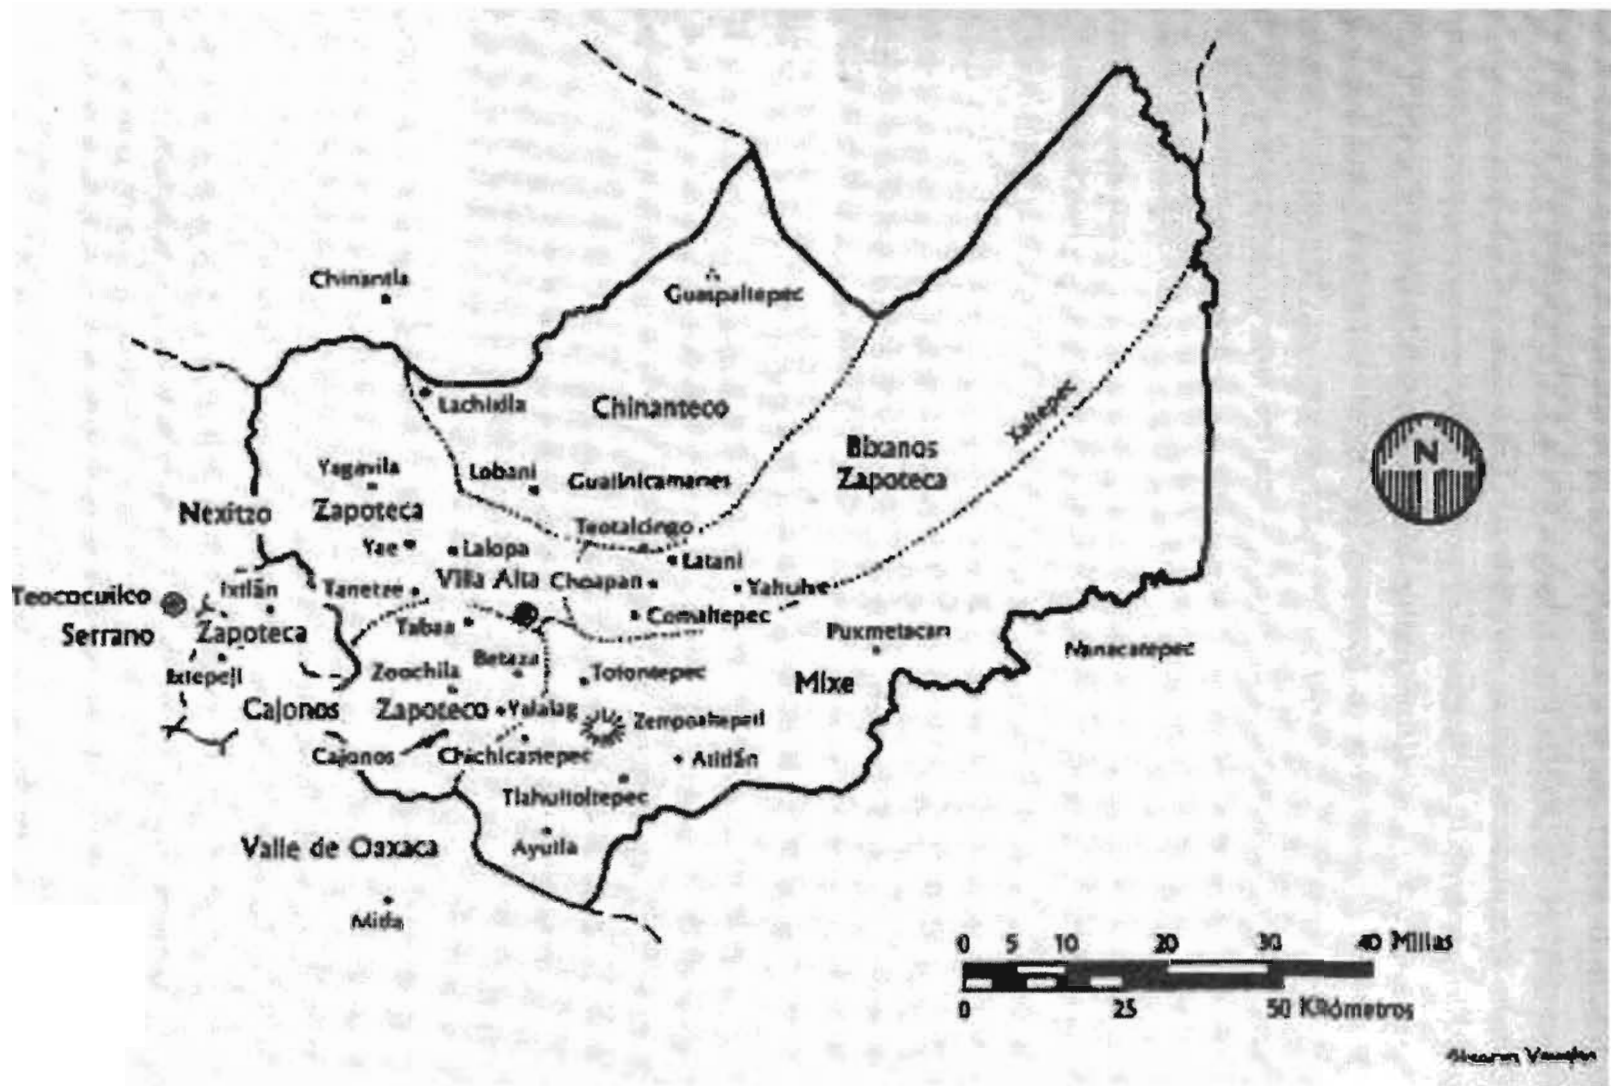 Chinantla
Guaspaltepec
Lachixila
Chinanteco
Xaltepec
Bixanos
Zapoteca
Yagavila
Lobani
Guailnicamanes
Nexitzo
Zapoteca
Teotalcingo
Yae
Lalopa
Latani
Teococuilco
Serrano
Ixtlán
Tanetze
Villa Alta
Choapan
Yahuive
Zapoteca
Tabaa
Comaltepec
Puxmetacan
Nanacatepec
Ixtepeji
Zoochila
Betaza
Totontepec
Mixe
Cajonos
Zapoteco
Yalalag
Zempoaltepetl
Cajonos
Chichicastepec
Atitlán
Tlahuitoltepec
Valle de Oaxaca
Ayutla
Mitla
N
0 5 10 20 30 40 Millas
0 25 50 Kilómetros